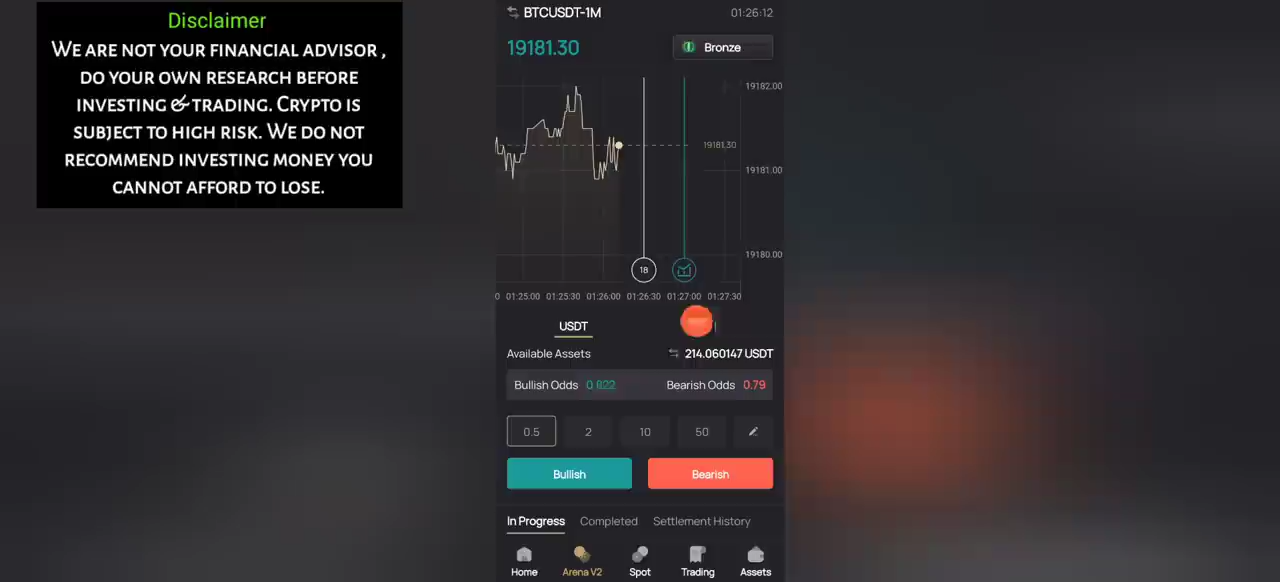 Disclaimer
We are not your financial advisor ,
do your own research before
investing & trading. Crypto is
subject to high risk. We do not
recommend investing money you
cannot afford to lose.
BTCUSDT-1M
01:26:12
19181.30
Bronze
19182.00
19181.30
19181.00
19180.00
18
0 01:25:00 01:25:30 01:26:00 01:26:30 01:27:00 01:27:30
USDT
Available Assets
214.060147 USDT
Bullish Odds 0.822
Bearish Odds 0.79
0.5 2 10 50
Bullish Bearish
In Progress Completed Settlement History
Home Arena V2 Spot Trading Assets